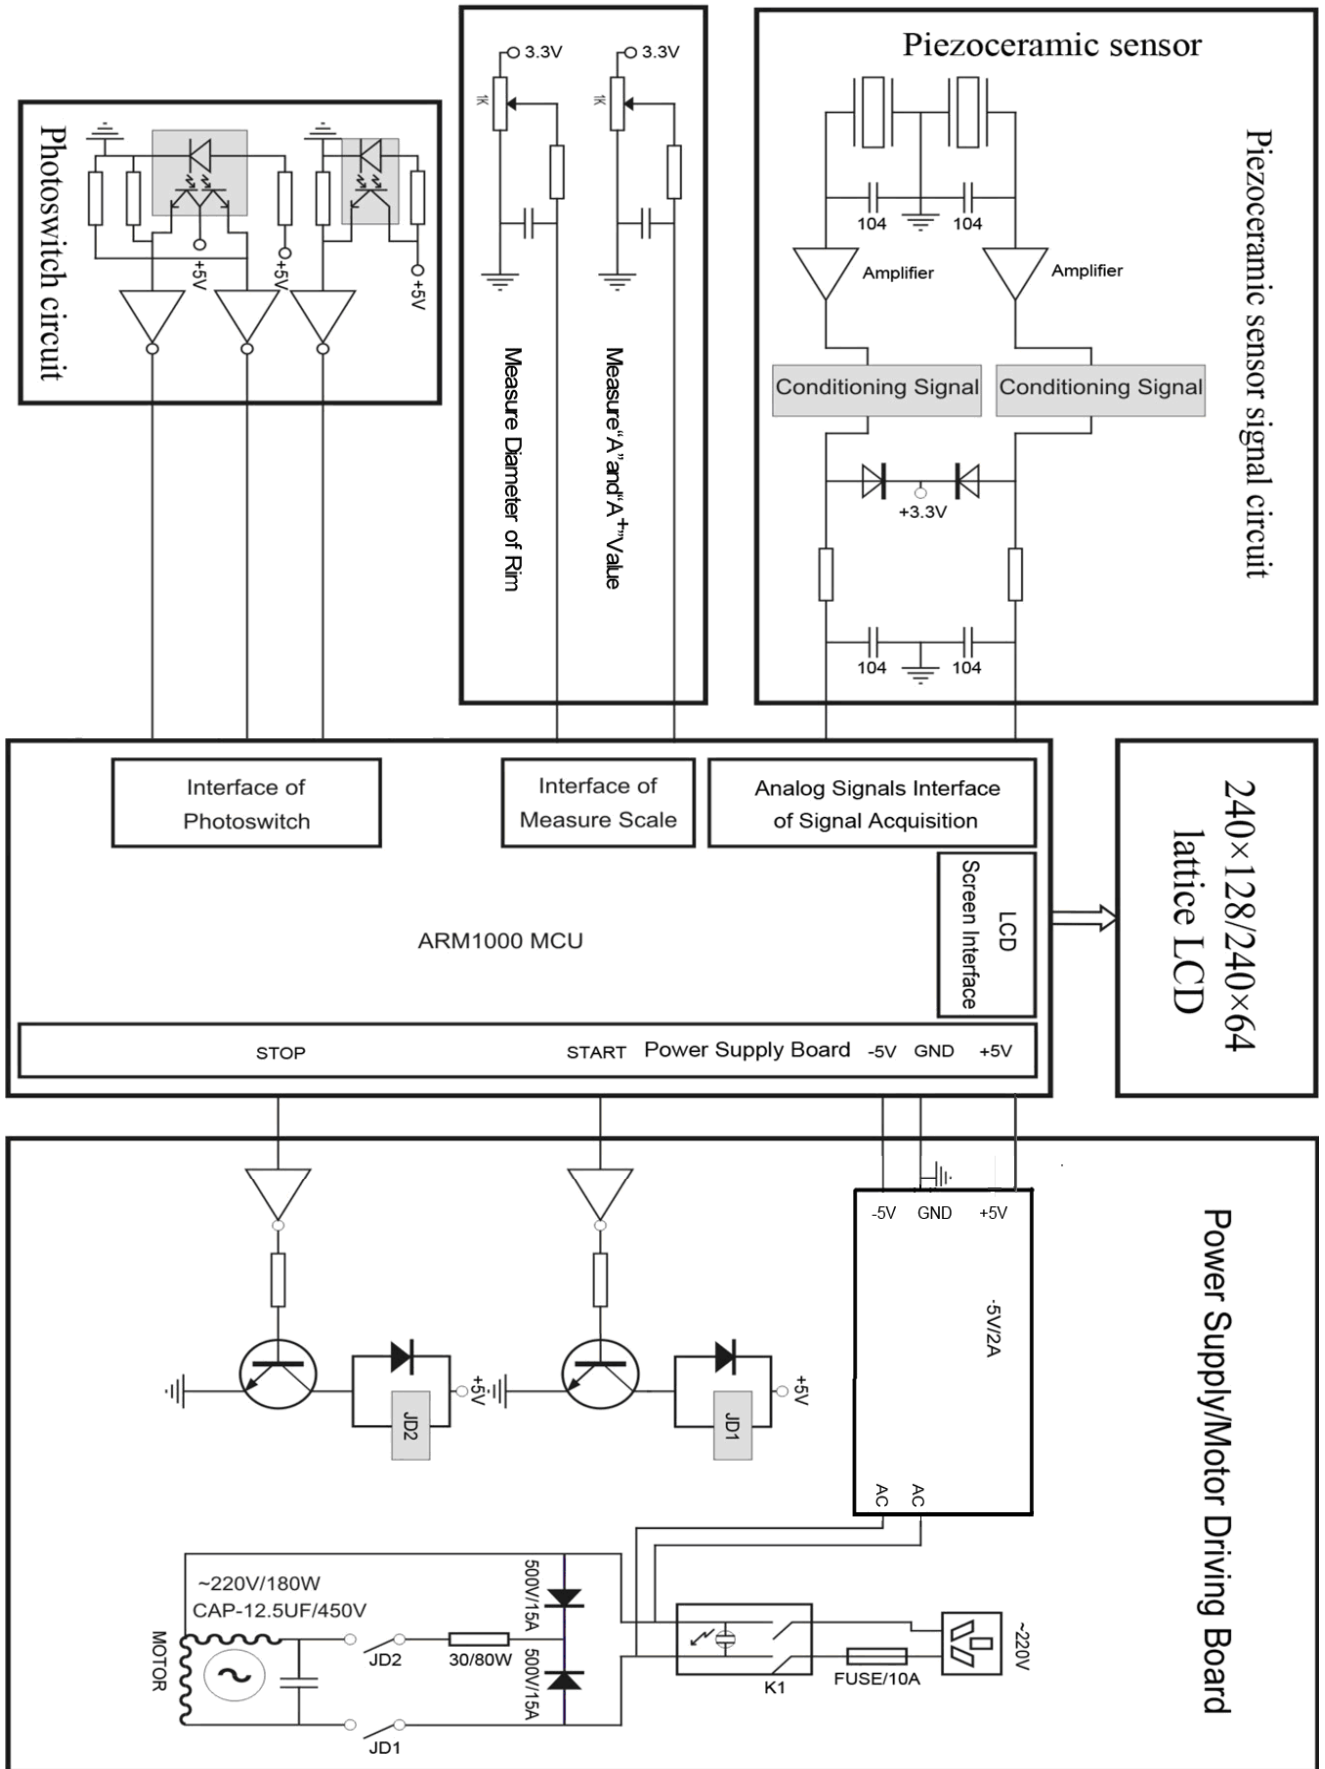 Piezoceramic sensor
Piezoceramic sensor signal circuit
104
104
Amplifier
Amplifier
Conditioning Signal
Conditioning Signal
+3.3V
104
104
3.3V
3.3V
1K
1K
Measure Diameter of Rim
Measure“A”and“A+”Value
Photoswitch circuit
+5V
+5V
+5V
Interface of
Photoswitch
Interface of
Measure Scale
Analog Signals Interface
of Signal Acquisition
LCD
Screen Interface
ARM1000 MCU
STOP
START
Power Supply Board
-5V
GND
+5V
240×128/240×64
lattice LCD
Power Supply/Motor Driving Board
-5V
GND
+5V
-5V/2A
AC
AC
+5V
JD2
+5V
JD1
~220V/180W
CAP-12.5UF/450V
MOTOR
JD2
30/80W
JD1
500V/15A
500V/15A
K1
FUSE/10A
~220V